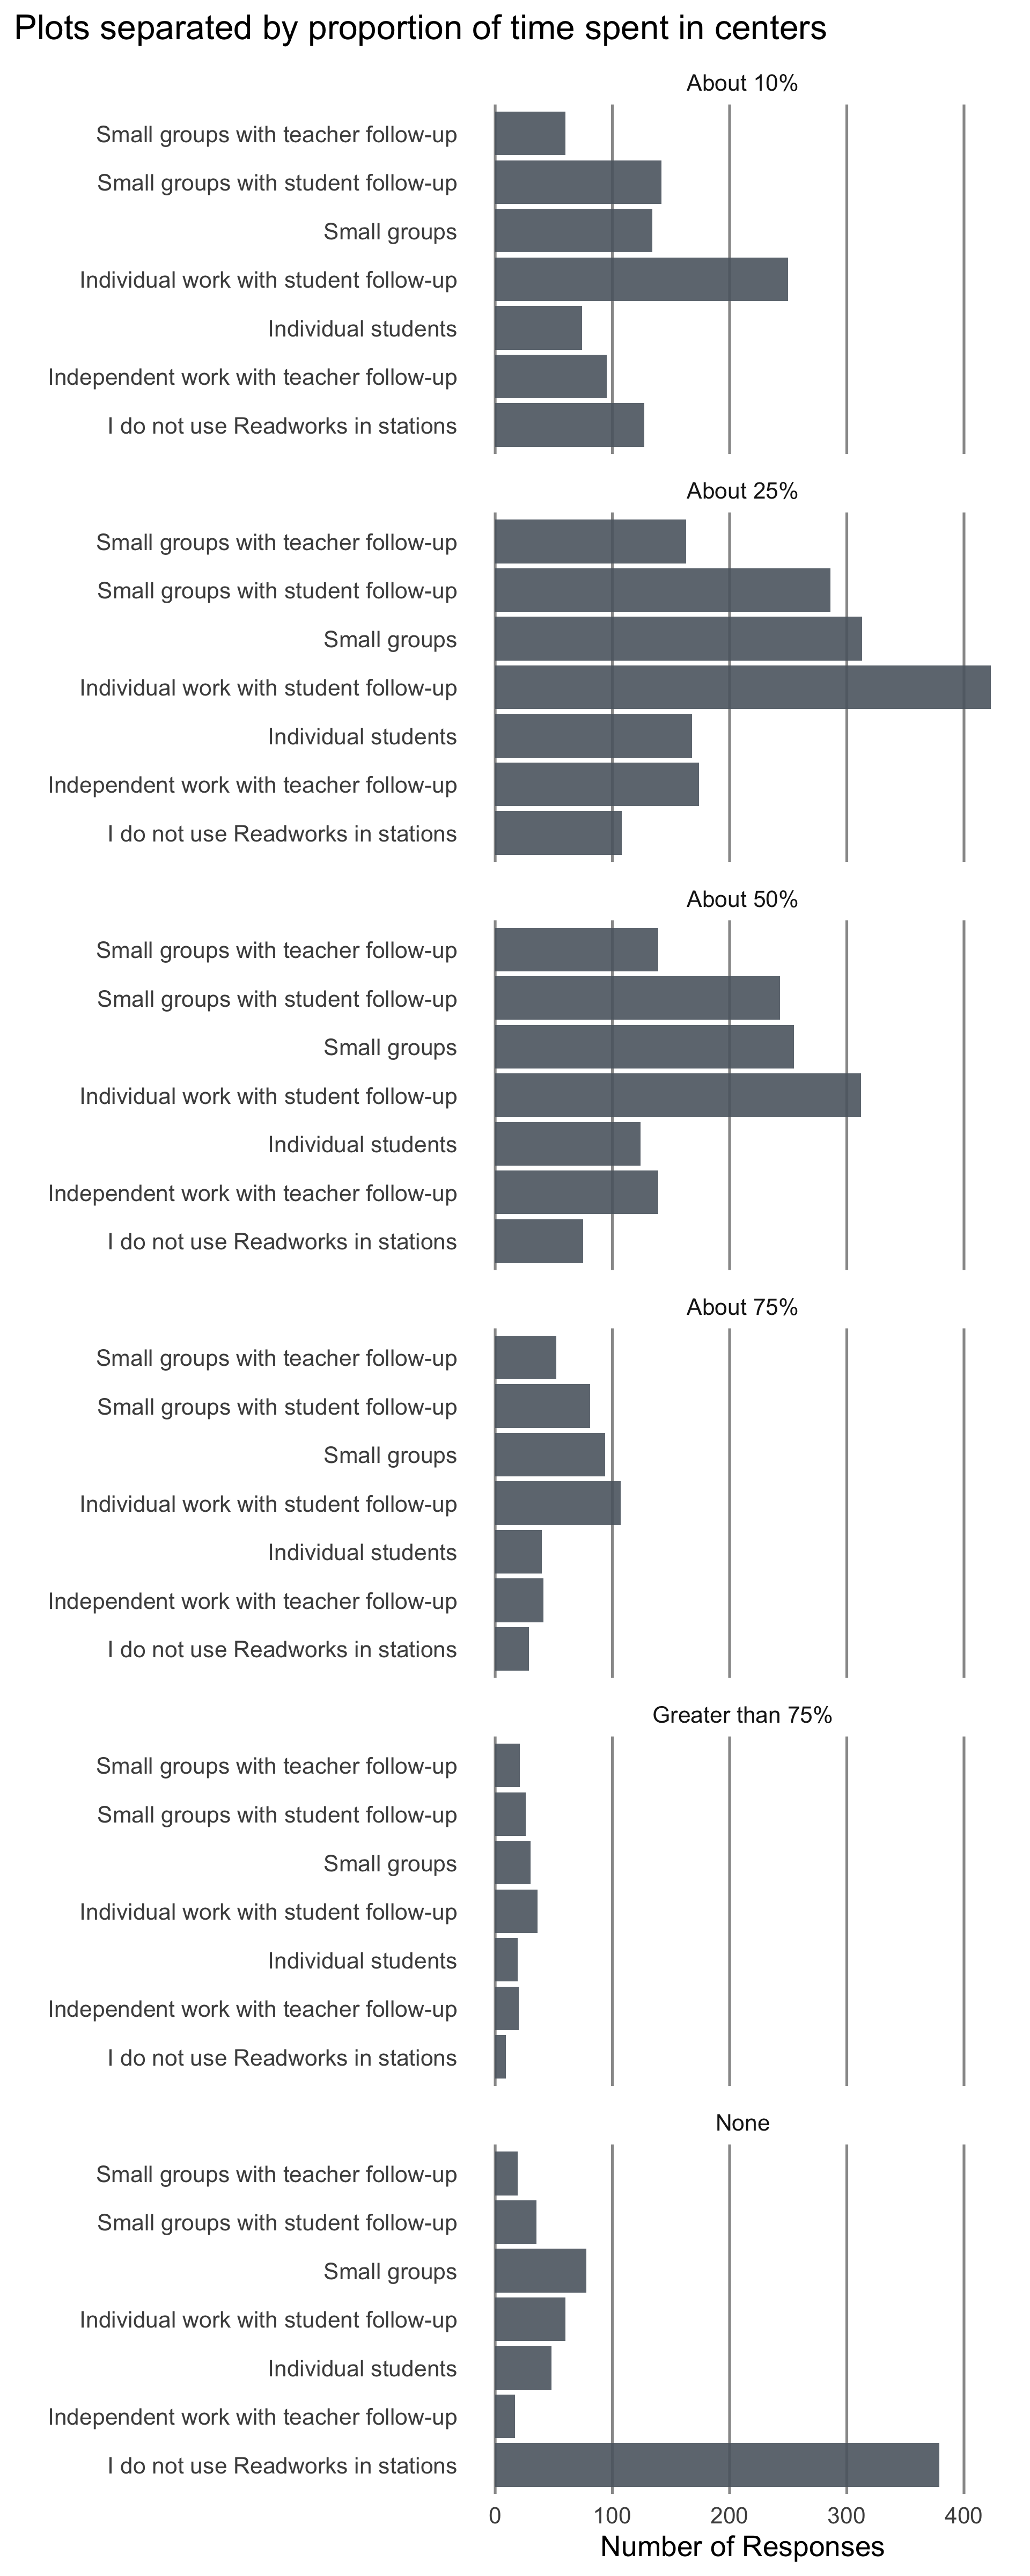 Plots separated by proportion of time spent in centers
About 10%
Small groups with teacher follow-up
Small groups with student follow-up
Small groups
Individual work with student follow-up
Individual students
Independent work with teacher follow-up
I do not use Readworks in stations
About 25%
Small groups with teacher follow-up
Small groups with student follow-up
Small groups
Individual work with student follow-up
Individual students
Independent work with teacher follow-up
I do not use Readworks in stations
About 50%
Small groups with teacher follow-up
Small groups with student follow-up
Small groups
Individual work with student follow-up
Individual students
Independent work with teacher follow-up
I do not use Readworks in stations
About 75%
Small groups with teacher follow-up
Small groups with student follow-up
Small groups
Individual work with student follow-up
Individual students
Independent work with teacher follow-up
I do not use Readworks in stations
Greater than 75%
Small groups with teacher follow-up
Small groups with student follow-up
Small groups
Individual work with student follow-up
Individual students
Independent work with teacher follow-up
I do not use Readworks in stations
None
Small groups with teacher follow-up
Small groups with student follow-up
Small groups
Individual work with student follow-up
Individual students
Independent work with teacher follow-up
I do not use Readworks in stations
0 100 200 300 400
Number of Responses